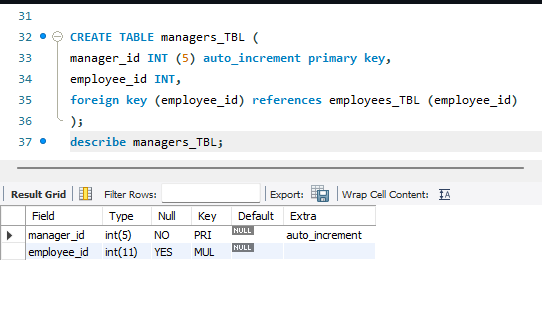 31
32 CREATE TABLE managers_TBL (
33 manager_id INT (5) auto_increment primary key,
34 employee_id INT,
35 foreign key (employee_id) references employees_TBL (employee_id)
36 );
37 describe managers_TBL;
Result Grid Filter Rows: Export: Wrap Cell Content: IA
Field Type Null Key Default Extra
manager_id int(5) NO PRI NULL auto_increment
employee_id int(11) YES MUL NULL